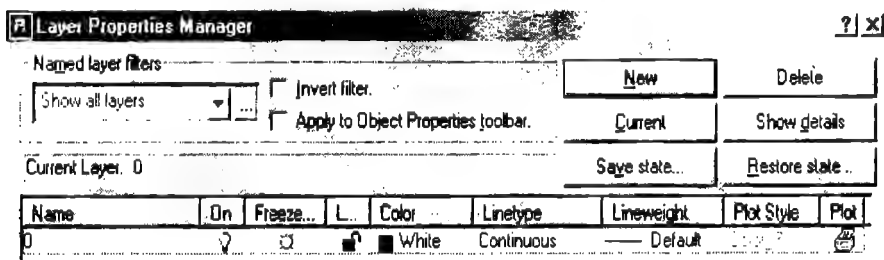 Layer Properties Manager
Named layer filters
Show all layers
...
Invert filter.
Apply to Object Properties toolbar.
New
Delete
Current
Show details
Save state...
Restore state ..
Current Layer. 0
Name On Freeze... L... Color Linetype Lineweight Plot Style Plot
0 White Continuous Default